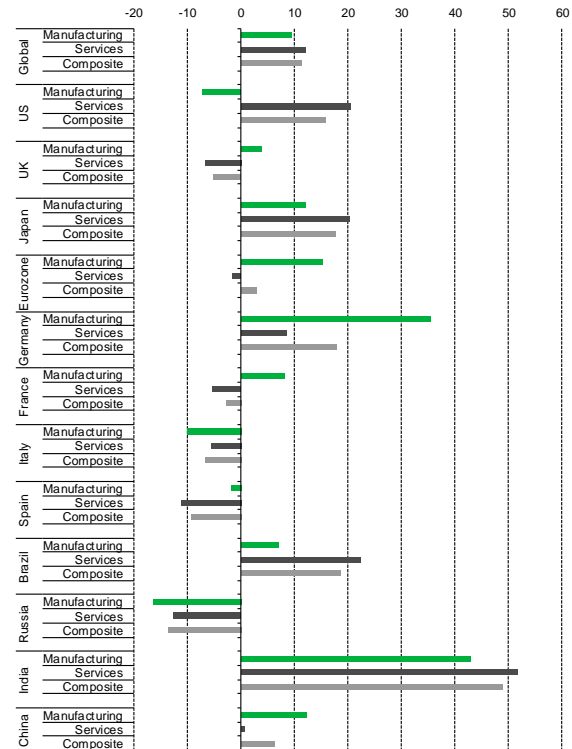 -20 -10 0 10 20 30 40 50 60
Global
Manufacturing
Services
Composite
US
Manufacturing
Services
Composite
UK
Manufacturing
Services
Composite
Japan
Manufacturing
Services
Composite
Eurozone
Manufacturing
Services
Composite
Germany
Manufacturing
Services
Composite
France
Manufacturing
Services
Composite
Italy
Manufacturing
Services
Composite
Spain
Manufacturing
Services
Composite
Brazil
Manufacturing
Services
Composite
Russia
Manufacturing
Services
Composite
India
Manufacturing
Services
Composite
China
Manufacturing
Services
Composite